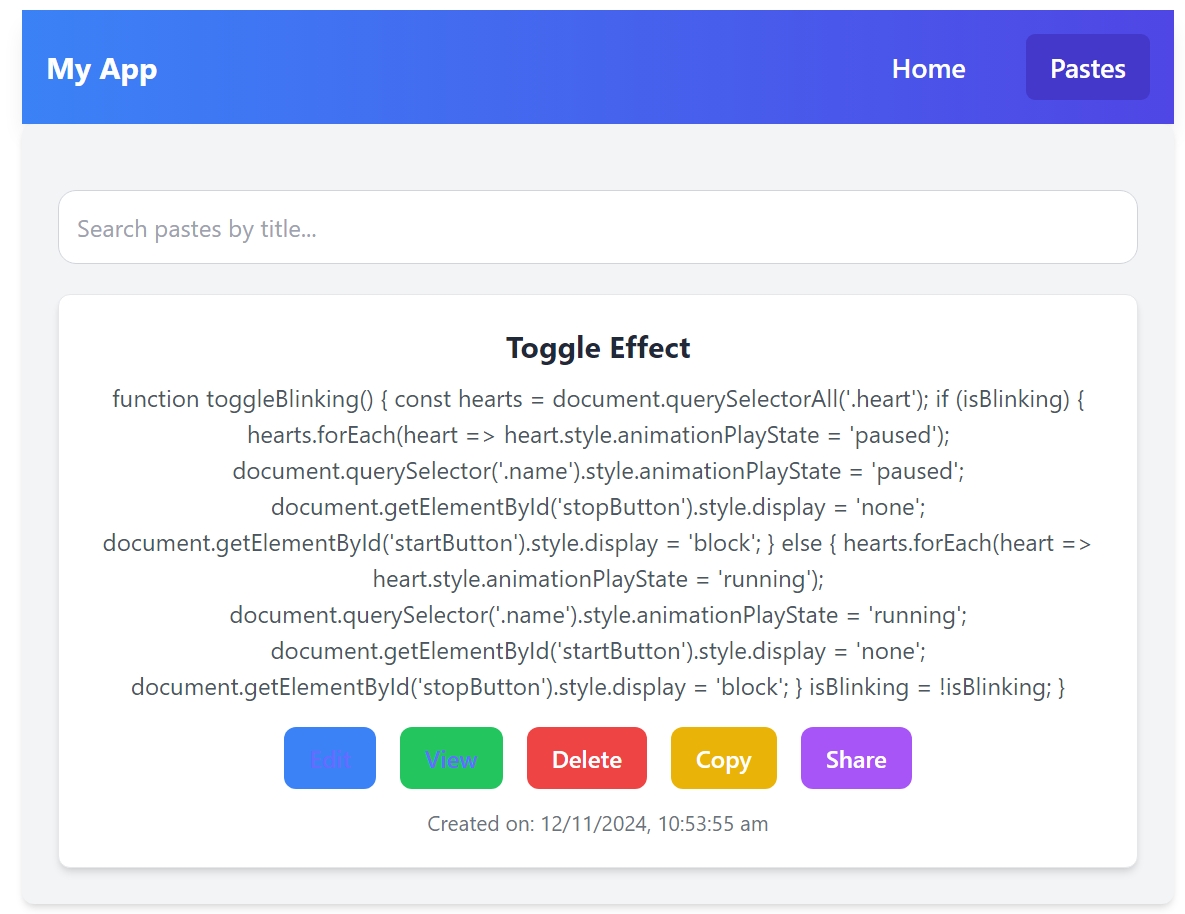 My App
Home
Pastes
Search pastes by title...
Toggle Effect
function toggleBlinking() { const hearts = document.querySelectorAll('.heart'); if (isBlinking) {
hearts.forEach(heart => heart.style.animationPlayState = 'paused');
document.querySelector('.name').style.animationPlayState = 'paused';
document.getElementById('stopButton').style.display = 'none';
document.getElementById('startButton').style.display = 'block'; } else { hearts.forEach(heart =>
heart.style.animationPlayState = 'running');
document.querySelector('.name').style.animationPlayState = 'running';
document.getElementById('startButton').style.display = 'none';
document.getElementById('stopButton').style.display = 'block'; } isBlinking = !isBlinking; }
Edit
View
Delete
Copy
Share
Created on: 12/11/2024, 10:53:55 am